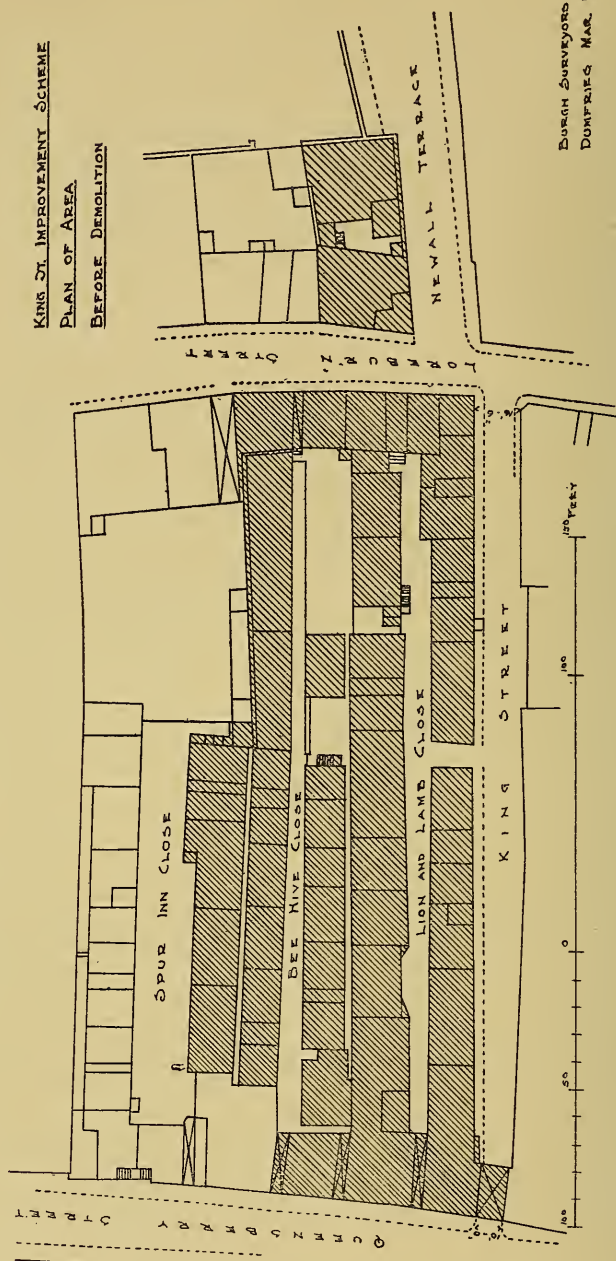 KING ST. IMPROVEMENT SCHEME
PLAN OF AREA
BEFORE DEMOLITION
BURGH SURVEYORS
DUMFRIES MAR.
NEWALL TERRACE
LOREBURN STREET
SPUR INN CLOSE
BEE HIVE CLOSE
LION AND LAMB CLOSE
KING STREET
QUEENSBERRY STREET
100 50 0 100 150 FEET